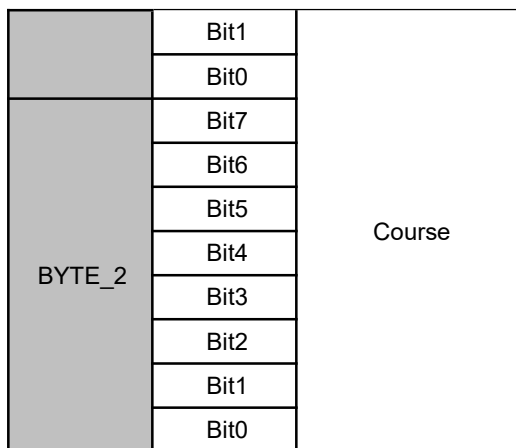 Bit1
Bit0
Bit7
Bit6
Bit5
Course
Bit4
BYTE_2
Bit3
Bit2
Bit1
Bit0